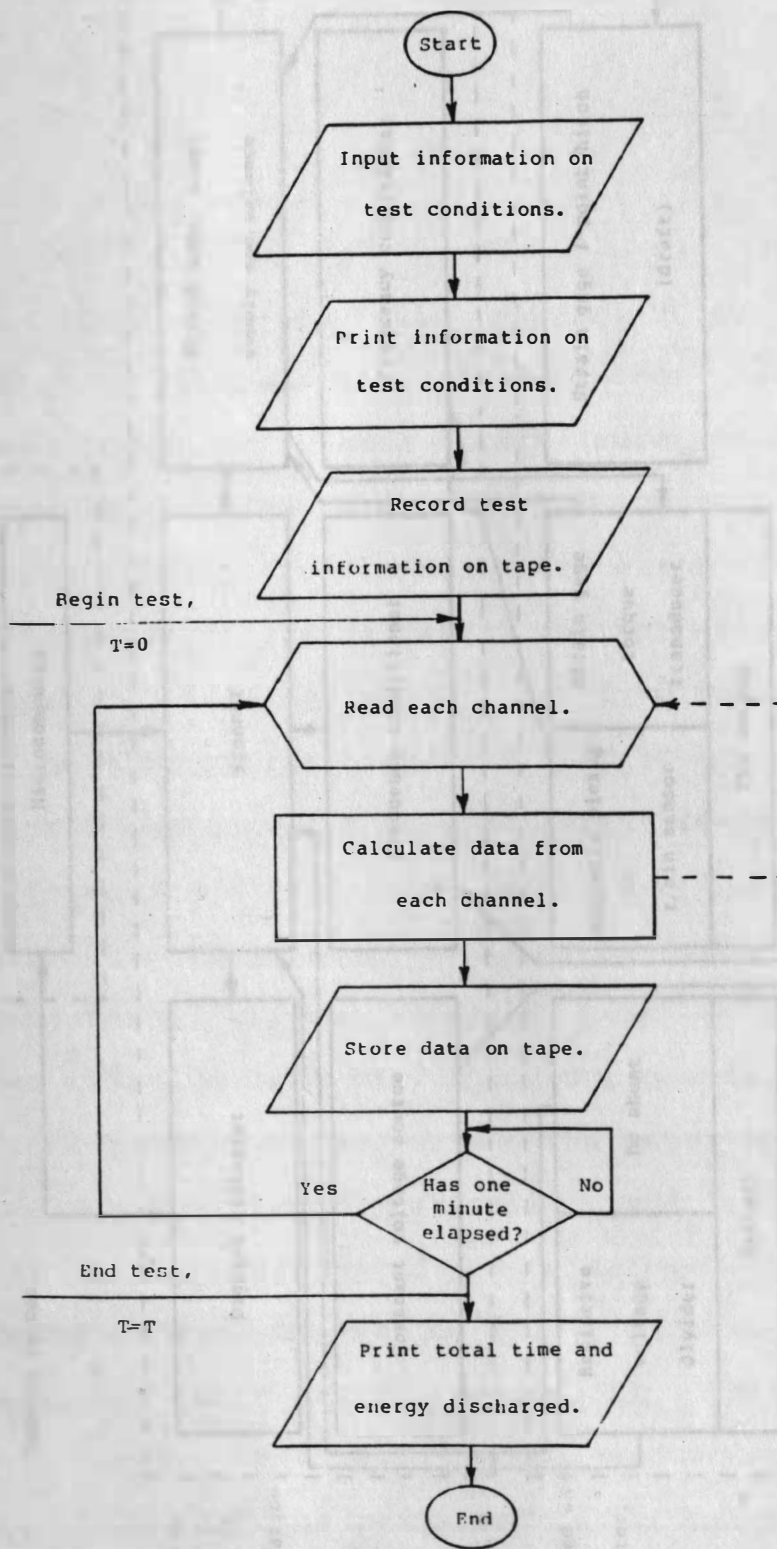 Start
Input information on
test conditions.
Print information on
test conditions.
Record test
information on tape.
Begin test,
T=0
Read each channel.
Calculate data from
each channel.
Store data on tape.
Has one
minute
elapsed?
Yes
No
End test,
T=T
Print total time and
energy discharged.
End